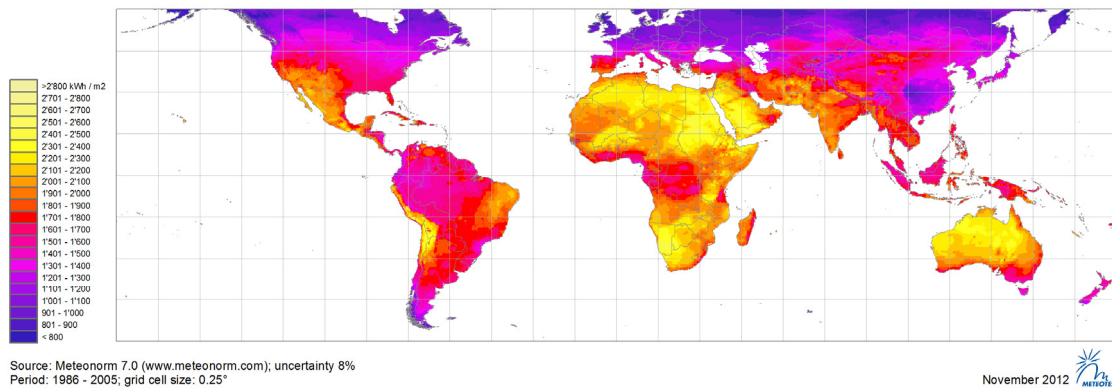 >2'800 kWh / m2
2'701 - 2'800
2'601 - 2'700
2'501 - 2'600
2'401 - 2'500
2'301 - 2'400
2'201 - 2'300
2'101 - 2'200
2'001 - 2'100
1'901 - 2'000
1'801 - 1'900
1'701 - 1'800
1'601 - 1'700
1'501 - 1'600
1'401 - 1'500
1'301 - 1'400
1'201 - 1'300
1'101 - 1'200
1'001 - 1'100
901 - 1'000
801 - 900
< 800
Source: Meteonorm 7.0 (www.meteonorm.com); uncertainty 8%
Period: 1986 - 2005; grid cell size: 0.25°
November 2012